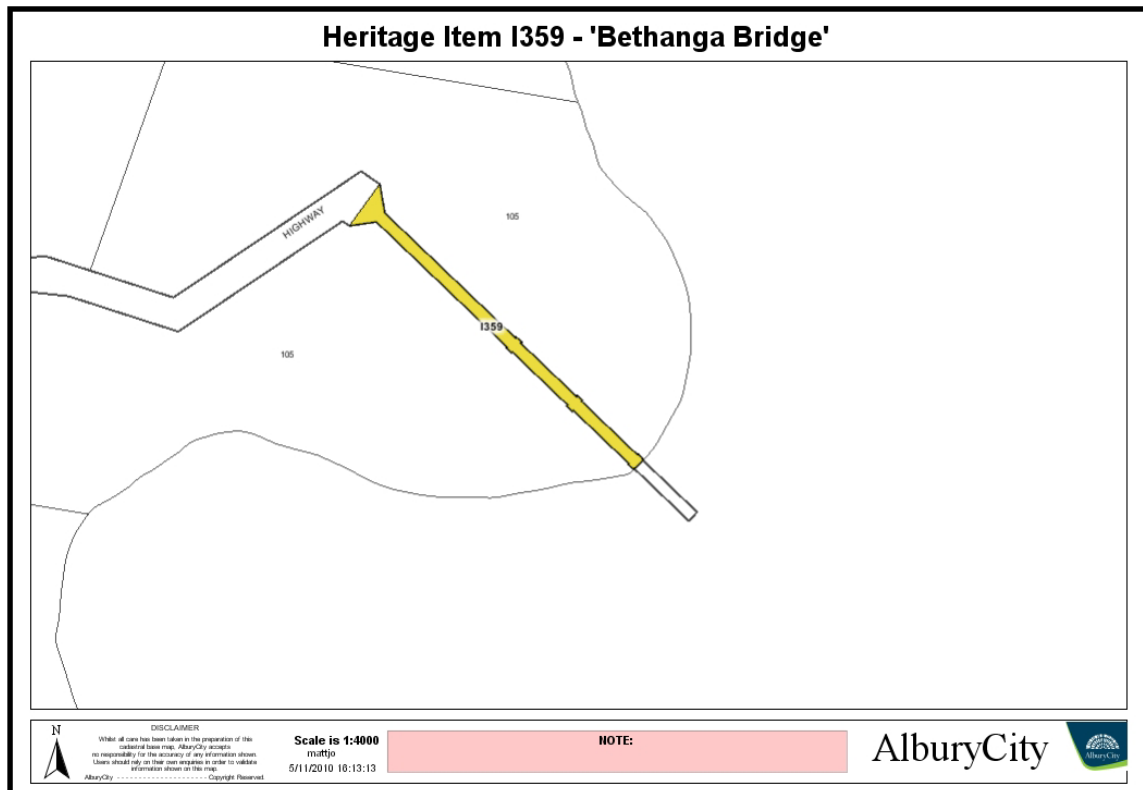 Heritage Item I359 - 'Bethanga Bridge'
HIGHWAY
105
I359
105
N
DISCLAIMER
Whilst all care has been taken in the preparation of this
cadastral base map, AlburyCity accepts
no responsibility for the accuracy of any information shown.
Users should rely on their own enquiries in order to validate
information shown on this map.
AlburyCity - - - - - - - - - - - - - - - - - - - - Copyright Reserved.
Scale is 1:4000
mattjo
5/11/2010 16:13:13
NOTE:
AlburyCity
AlburyCity